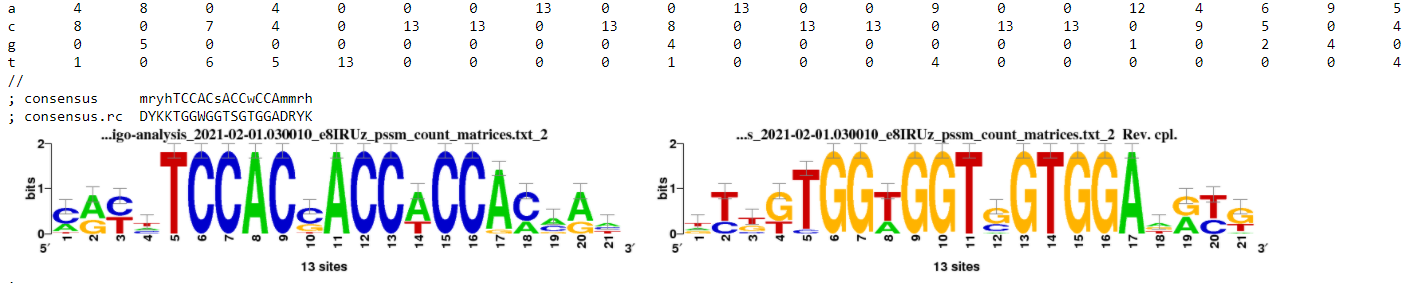 a 4 8 0 4 0 0 0 13 0 0 13 0 0 9 0 0 12 4 6 9 5
c 8 0 7 4 0 13 13 0 13 8 0 13 13 0 13 13 0 9 5 0 4
g 0 5 0 0 0 0 0 0 0 4 0 0 0 0 0 0 1 0 2 4 0
t 1 0 6 5 13 0 0 0 0 1 0 0 0 4 0 0 0 0 0 0 4
//
; consensus mryhTCCACsACCwCCAmmrh
; consensus.rc DYKKTGGWGGTSGTGGADRYK
...igo-analysis_2021-02-01.030010_e8IRUz_pssm_count_matrices.txt_2
2
1
0
bits
TCCAC ACCACCA
5′ 1 2 3 4 5 6 7 8 9 10 11 12 13 14 15 16 17 18 19 20 21 3′
13 sites
...s_2021-02-01.030010_e8IRUz_pssm_count_matrices.txt_2 Rev. cpl.
2
1
0
bits
TGGTGGT GTGGA
5′ 1 2 3 4 5 6 7 8 9 10 11 12 13 14 15 16 17 18 19 20 21 3′
13 sites